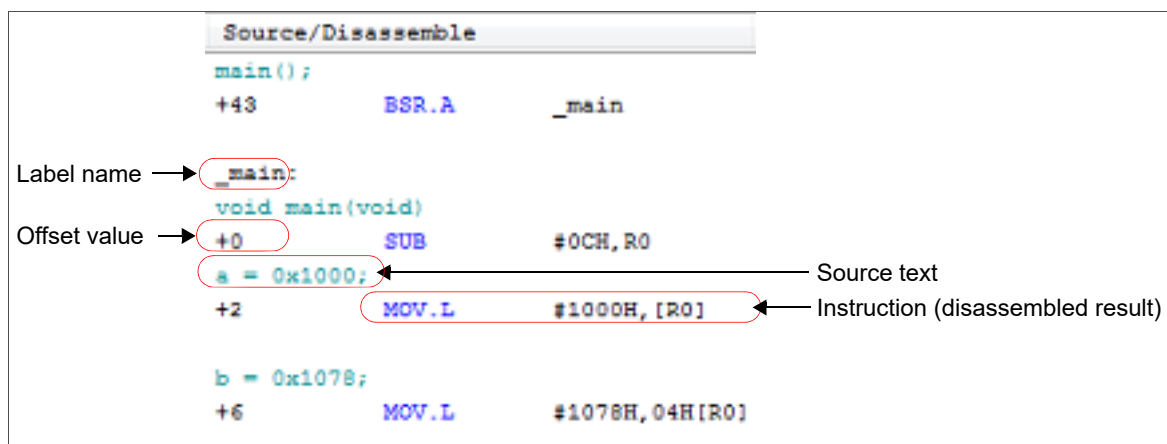 Source/Disassemble
main();
+43 BSR.A _main
Label name _main:
void main(void)
Offset value +0 SUB #0CH,R0
a = 0x1000; Source text
+2 MOV.L #1000H,[R0] Instruction (disassembled result)
b = 0x1078;
+6 MOV.L #1078H,04H[R0]